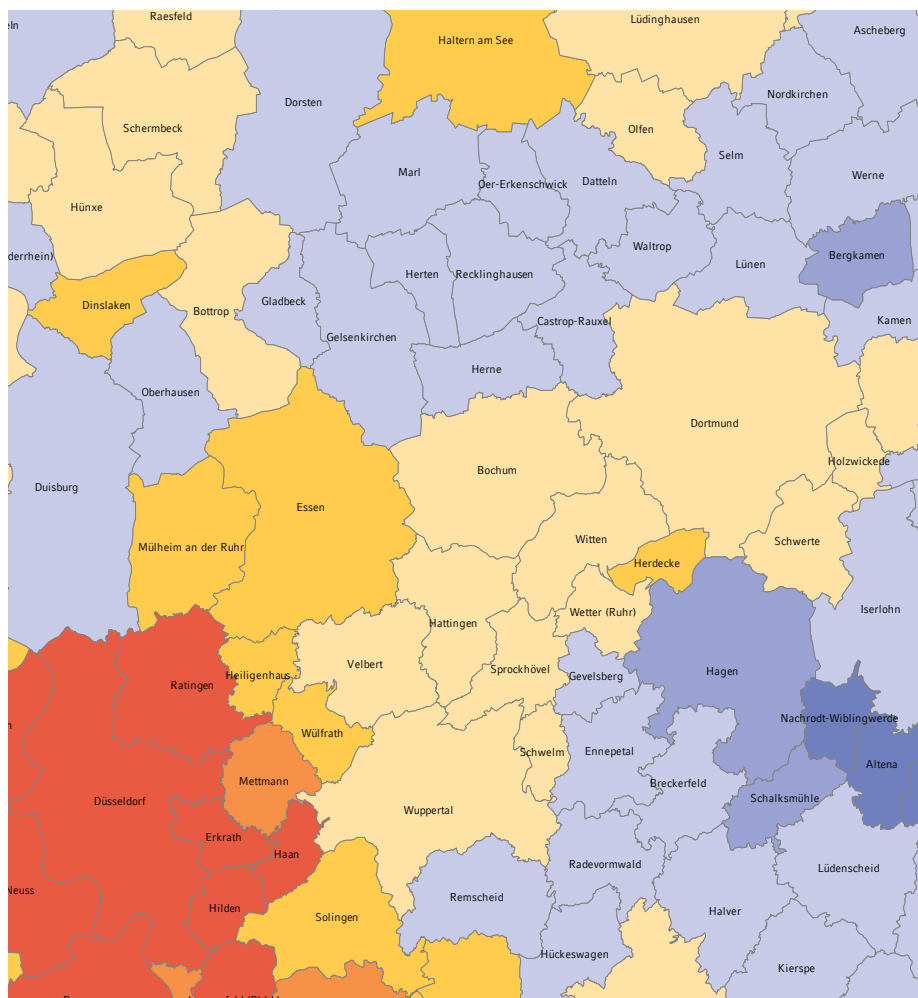 Raesfeld
Lüdinghausen
eln
Ascheberg
Haltern am See
Nordkirchen
Dorsten
Schermbeck
Olfen
Selm
Marl
Werne
Oer-Erkenschwick
Datteln
Hünxe
Waltrop
derrhein)
Bergkamen
Lünen
Herten
Recklinghausen
Gladbeck
Dinslaken
Bottrop
Castrop-Rauxel
Kamen
Gelsenkirchen
Herne
Oberhausen
Dortmund
Holzwickede
Bochum
Duisburg
Essen
Witten
Schwerte
Mülheim an der Ruhr
Herdecke
Iserlohn
Wetter (Ruhr)
Hattingen
Velbert
Sprockhövel
Hagen
Heiligenhaus
Gevelsberg
Ratingen
Nachrodt-Wiblingwerde
n
Wülfrath
Schwelm
Ennepetal
Altena
Mettmann
Breckerfeld
Schalksmühle
Düsseldorf
Wuppertal
Erkrath
Haan
Radevormwald
Lüdenscheid
Neuss
Remscheid
Hilden
Halver
Solingen
Hückeswagen
Kierspe